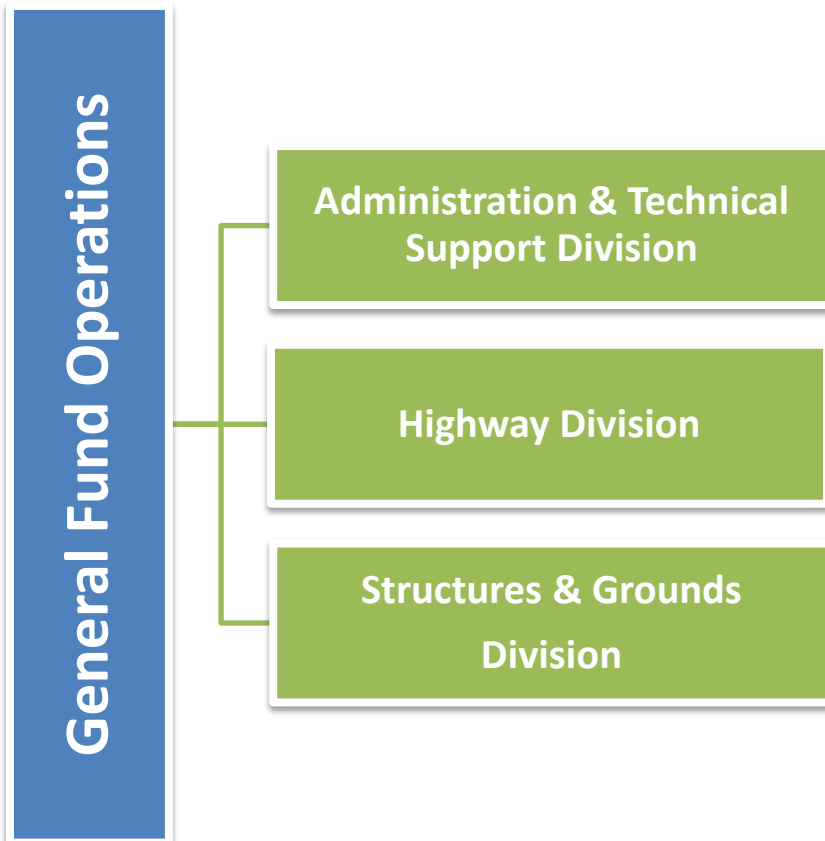 General Fund Operations
Administration & Technical
Support Division
Highway Division
Structures & Grounds
Division